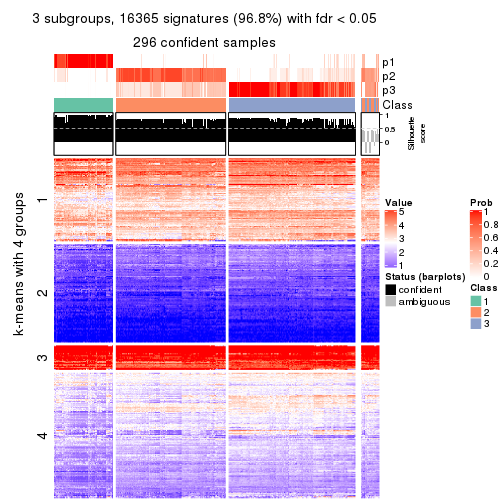 3 subgroups, 16365 signatures (96.8%) with fdr < 0.05
296 confident samples
p1
p2
p3
Class
1
0.5
0
Silhouette
score
k-means with 4 groups
1
2
3
4
Value
5
4
3
2
1
Status (barplots)
confident
ambiguous
Prob
1
0.8
0.6
0.4
0.2
0
Class
1
2
3